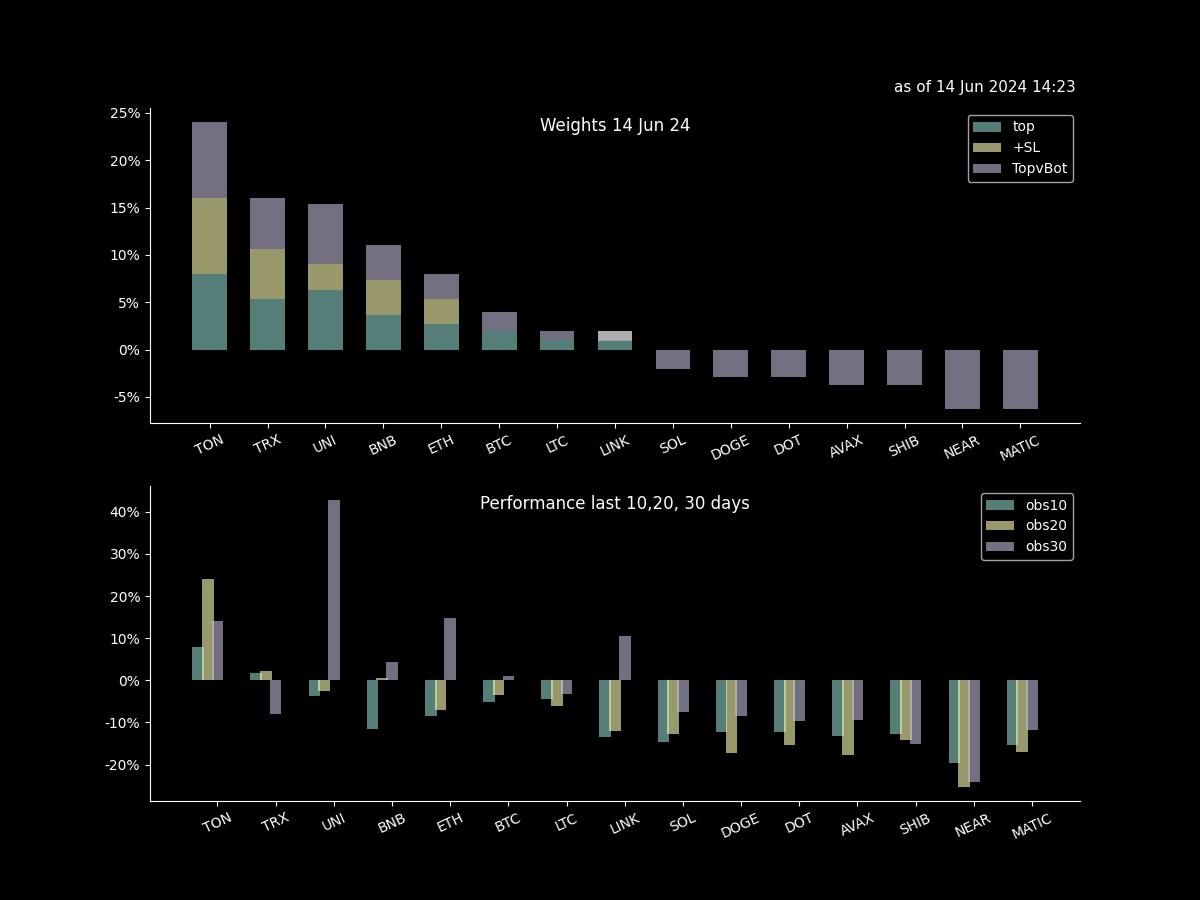 as of 14 Jun 2024 14:23
Weights 14 Jun 24
top
+SL
TopvBot
25%
20%
15%
10%
5%
0%
-5%
TON TRX UNI BNB ETH BTC LTC LINK SOL DOGE DOT AVAX SHIB NEAR MATIC
Performance last 10,20, 30 days
obs10
obs20
obs30
40%
30%
20%
10%
0%
-10%
-20%
TON TRX UNI BNB ETH BTC LTC LINK SOL DOGE DOT AVAX SHIB NEAR MATIC